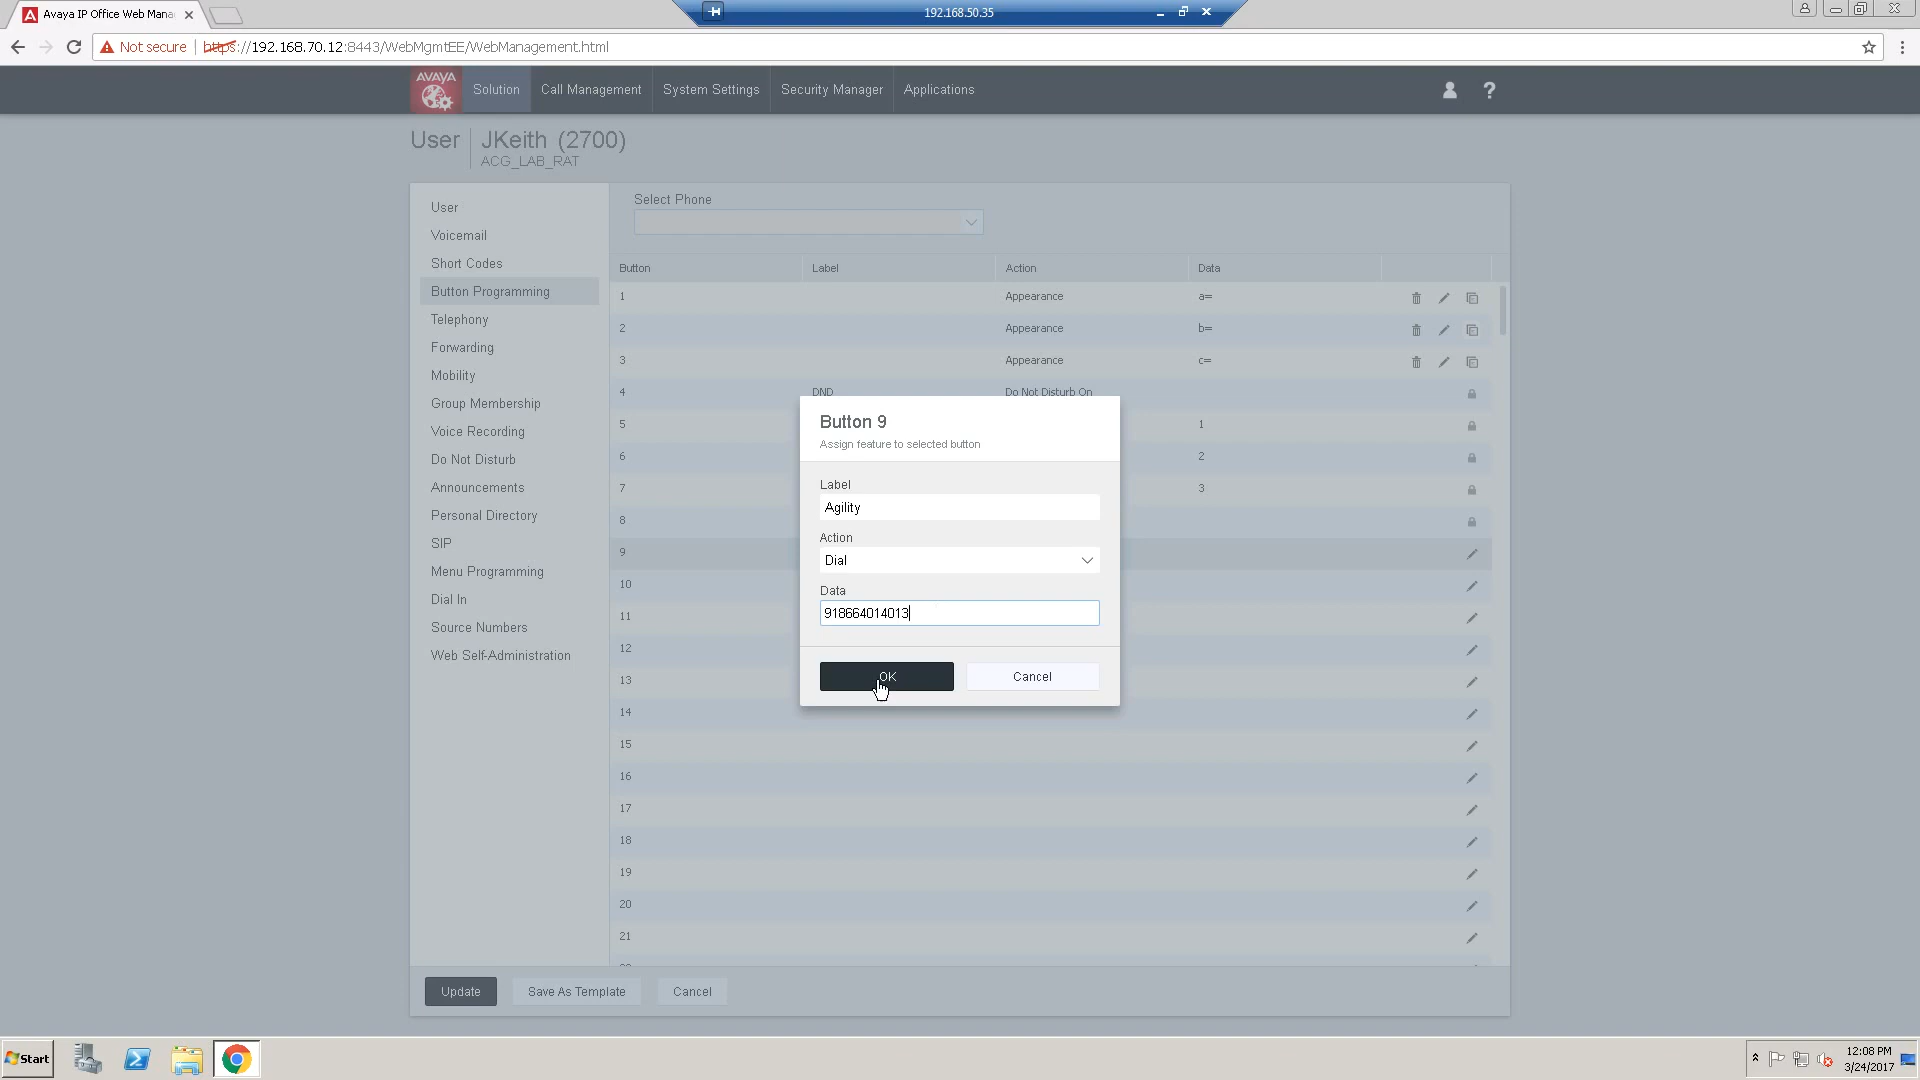 Avaya IP Office Web Mana
192.168.50.35
Not secure
https://192.168.70.12:8443/WebMgmtEE/WebManagement.html
AVAYA
Solution
Call Management
System Settings
Security Manager
Applications
?
User
JKeith (2700)
ACG_LAB_RAT
User
Voicemail
Short Codes
Button Programming
Telephony
Forwarding
Mobility
Group Membership
Voice Recording
Do Not Disturb
Announcements
Personal Directory
SIP
Menu Programming
Dial In
Source Numbers
Web Self-Administration
Select Phone
Button Label Action Data
1 Appearance a=
2 Appearance b=
3 Appearance c=
4 DND Do Not Disturb On
5 1
6 2
7 3
8
9
10
11
12
13
14
15
16
17
18
19
20
21
Button 9
Assign feature to selected button
Label
Agility
Action
Dial
Data
918664014013
OK
Cancel
Update
Save As Template
Cancel
Start
12:08 PM
3/24/2017